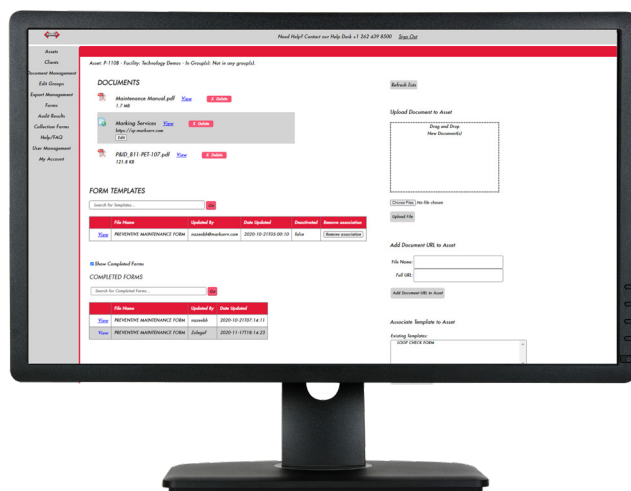 Need Help? Contact our Help Desk +1 262 439 8500 Sign Out
Assets
Clients
Document Management
Edit Groups
Export Management
Forms
Audit Results
Collection Forms
Help/FAQ
User Management
My Account
Asset: P-110B - Facility: Technology Demos - In Group(s): Not in any group(s).
DOCUMENTS
Maintenance Manual.pdf View X Delete
1.7 MB
Marking Services View X Delete
Edit
P&ID_B11-PET-107.pdf View X Delete
121.8 KB
FORM TEMPLATES
Search for Templates... Go
File Name Updated By Date Updated Deactivated Remove association
View PREVENTIVE MAINTENANCE FORM 2020-10-21T05:00:10 false Remove association
Show Completed Forms
COMPLETED FORMS
Search for Completed Forms... Go
File Name Updated By Date Updated
View PREVENTIVE MAINTENANCE FORM 2020-10-21T07:14:11
View PREVENTIVE MAINTENANCE FORM 2020-11-17T18:14:23
Refresh lists
Upload Document to Asset
Drag and Drop
New Document(s)
Choose Files No file chosen
Upload File
Add Document URL to Asset
File Name:
Full URL:
Add Document URL to Asset
Associate Template to Asset
Existing Templates:
LOOP CHECK FORM